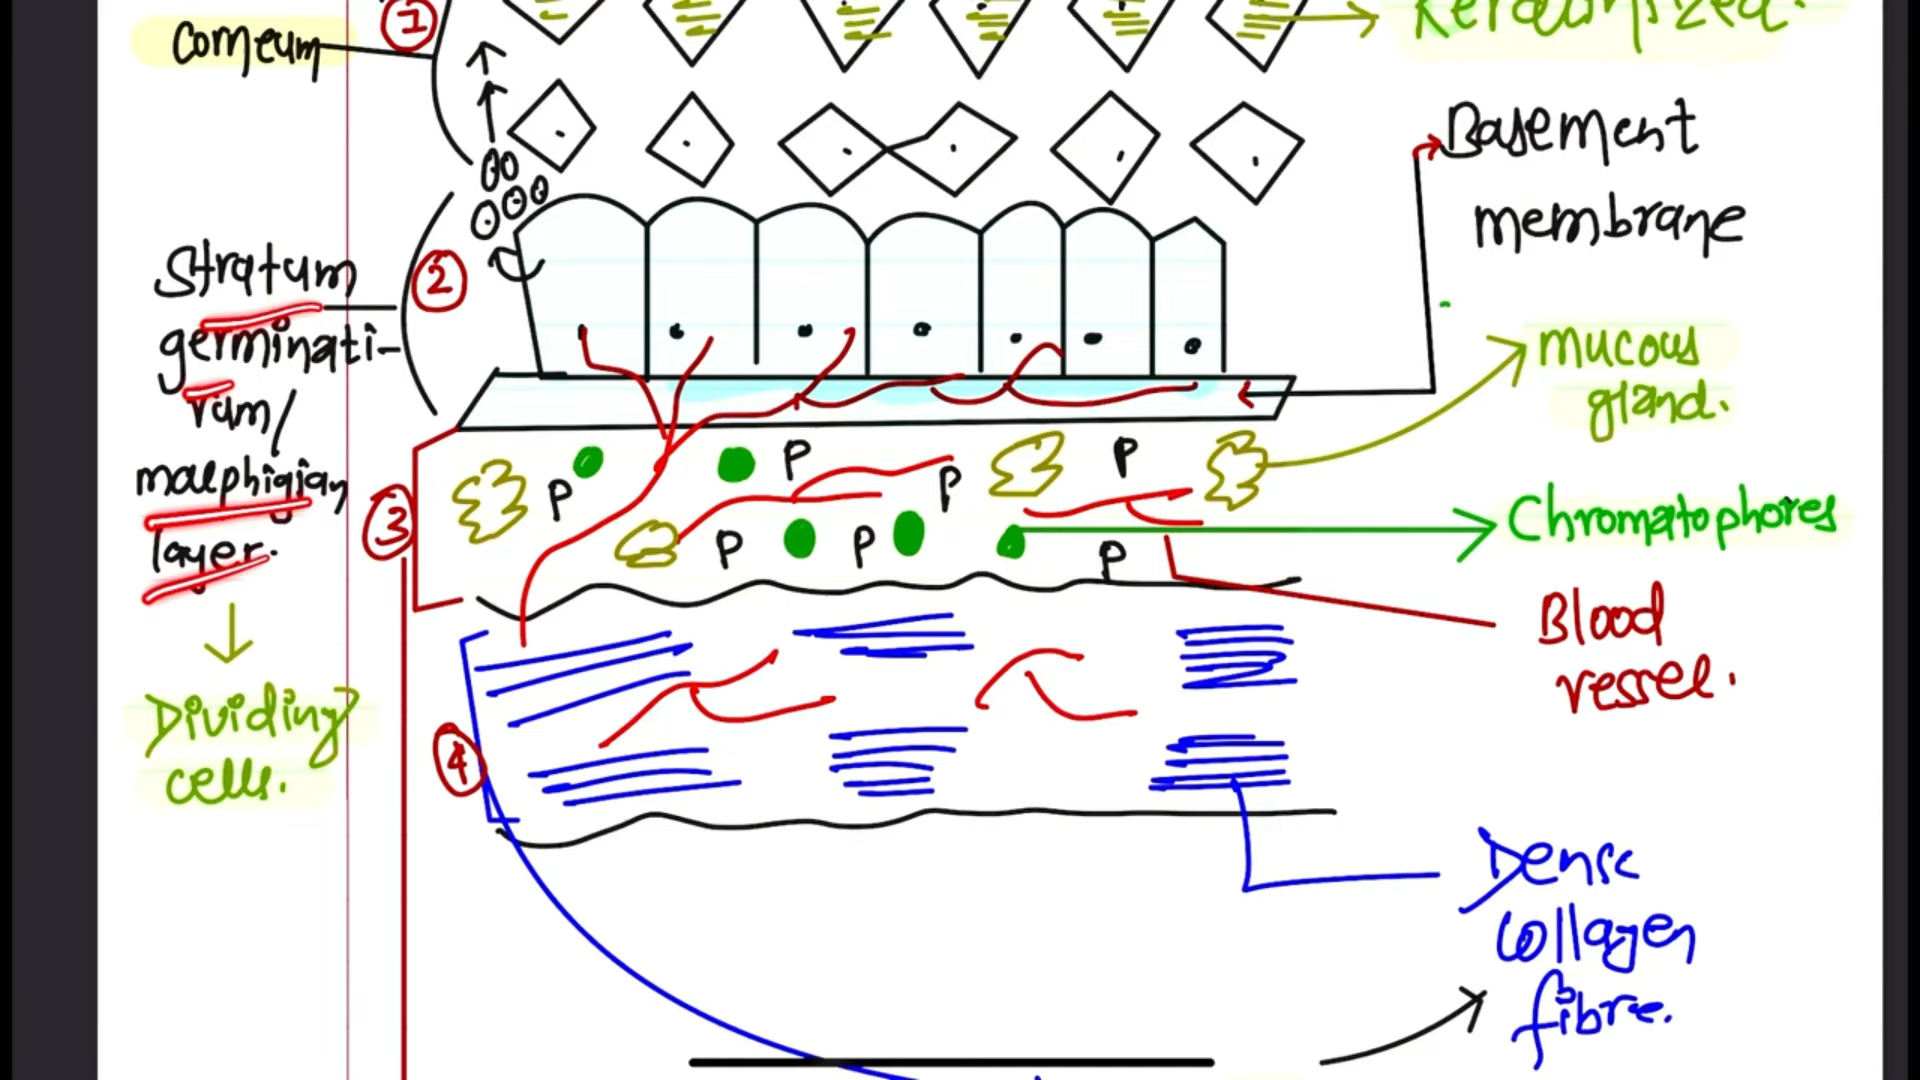 Corneum
1
Keratinized.
Basement
membrane
Stratum
germinati-
vum/
malphigian
layer.
2
Dividing
cells.
mucous
gland.
3
P
P
P
P
P
P
P
Chromatophores
Blood
vessel.
4
Dense
collagen
fibre.